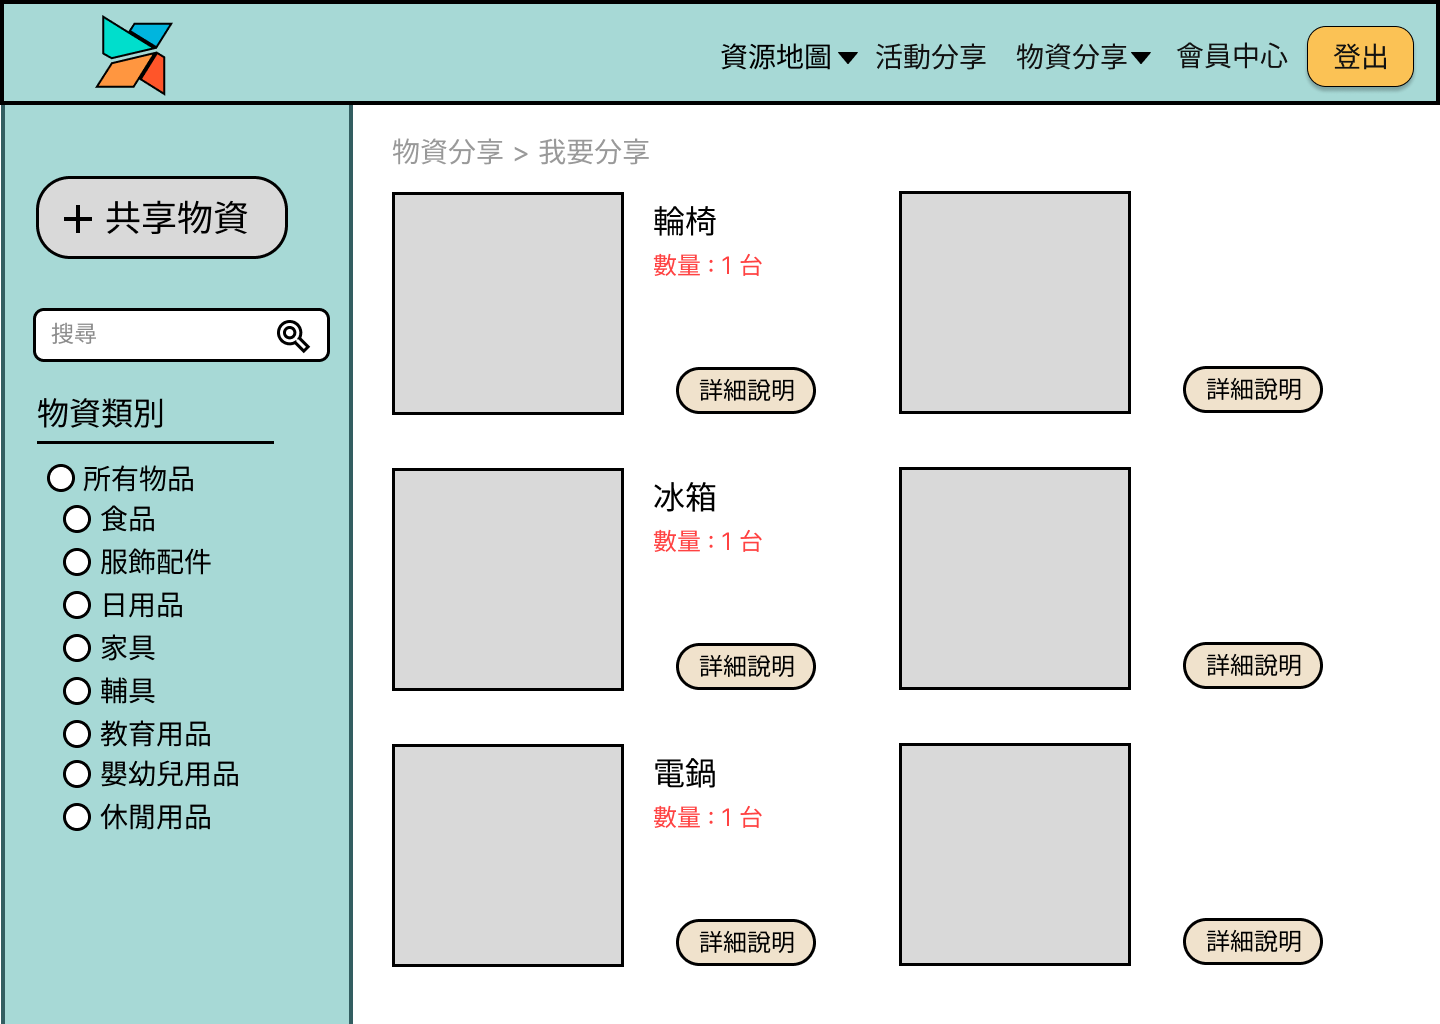 資源地圖 活動分享 物資分享 會員中心 登出
物資分享 > 我要分享
共享物資
搜尋
物資類別
所有物品
食品
服飾配件
日用品
家具
輔具
教育用品
嬰幼兒用品
休閒用品
輪椅
數量 : 1 台
詳細說明
詳細說明
冰箱
數量 : 1 台
詳細說明
詳細說明
電鍋
數量 : 1 台
詳細說明
詳細說明